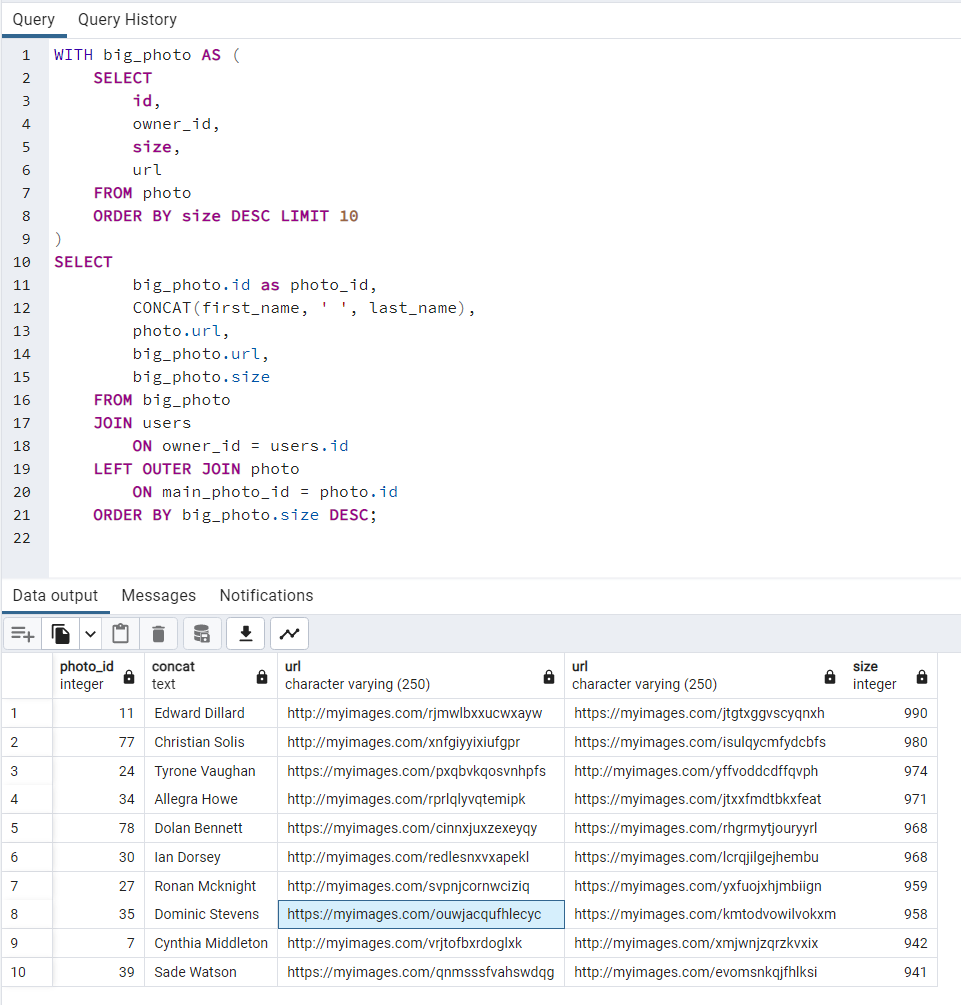 Query Query History
1 WITH big_photo AS (
2 SELECT
3 id,
4 owner_id,
5 size,
6 url
7 FROM photo
8 ORDER BY size DESC LIMIT 10
9 )
10 SELECT
11 big_photo.id as photo_id,
12 CONCAT(first_name, ' ', last_name),
13 photo.url,
14 big_photo.url,
15 big_photo.size
16 FROM big_photo
17 JOIN users
18 ON owner_id = users.id
19 LEFT OUTER JOIN photo
20 ON main_photo_id = photo.id
21 ORDER BY big_photo.size DESC;
22
Data output Messages Notifications
photo_id concat url url size
integer text character varying (250) character varying (250) integer
1 11 Edward Dillard http://myimages.com/rjmwlbxxucwxayw https://myimages.com/jtgtxggvscyqnxh 990
2 77 Christian Solis http://myimages.com/xnfgiyyixiufgpr https://myimages.com/isulqycmfydcbfs 980
3 24 Tyrone Vaughan https://myimages.com/pxqbvkqosvnhpfs http://myimages.com/yffvoddcdffqvph 974
4 34 Allegra Howe http://myimages.com/rprlqlyvqtemipk https://myimages.com/jtxxfmdtbkxfeat 971
5 78 Dolan Bennett https://myimages.com/cinnxjuxzexeyqy https://myimages.com/rhgrmytjouryyrl 968
6 30 Ian Dorsey http://myimages.com/redlesnxvxapekl https://myimages.com/lcrqjilgejhembu 968
7 27 Ronan Mcknight http://myimages.com/svpnjcornwciziq https://myimages.com/yxfuojxhjmbiign 959
8 35 Dominic Stevens https://myimages.com/ouwjacqufhlecyc https://myimages.com/kmtodvowilvokxm 958
9 7 Cynthia Middleton http://myimages.com/vrjtofbxrdoglxk http://myimages.com/xmjwnjzqrzkvxix 942
10 39 Sade Watson https://myimages.com/qnmsssfvahswdqg http://myimages.com/evomsnkqjfhlksi 941